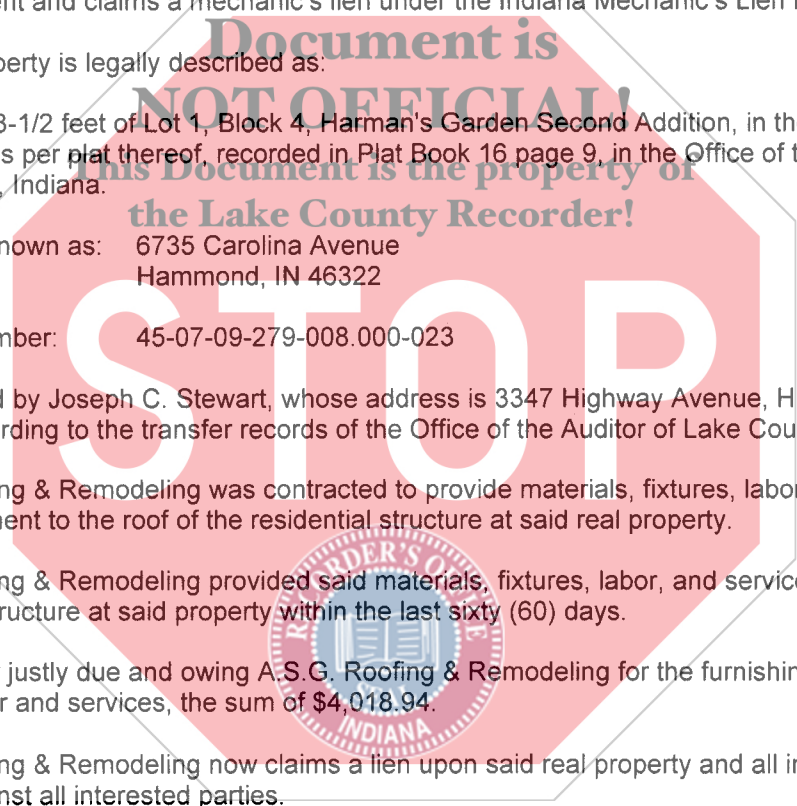 ent and claims a mechanic's lien under the Indiana Mechanic's Lien
Document is
perty is legally described as:
NOT OFFICIAL!
3-1/2 feet of Lot 1, Block 4, Harman's Garden Second Addition, in th
s per plat thereof, recorded in Plat Book 16 page 9, in the Office of t
This Document is the property of
, Indiana.
the Lake County Recorder!
nown as: 6735 Carolina Avenue
Hammond, IN 46322
STOP
mber: 45-07-09-279-008.000-023
d by Joseph C. Stewart, whose address is 3347 Highway Avenue, H
rding to the transfer records of the Office of the Auditor of Lake Cou
ng & Remodeling was contracted to provide materials, fixtures, labor
ent to the roof of the residential structure at said real property.
RECORDER'S OFFICE
ng & Remodeling provided said materials, fixtures, labor, and service
ructure at said property within the last sixty (60) days.
justly due and owing A.S.G. Roofing & Remodeling for the furnishin
r and services, the sum of $4,018.94.
SEAL
INDIANA
ng & Remodeling now claims a lien upon said real property and all i
nst all interested parties.